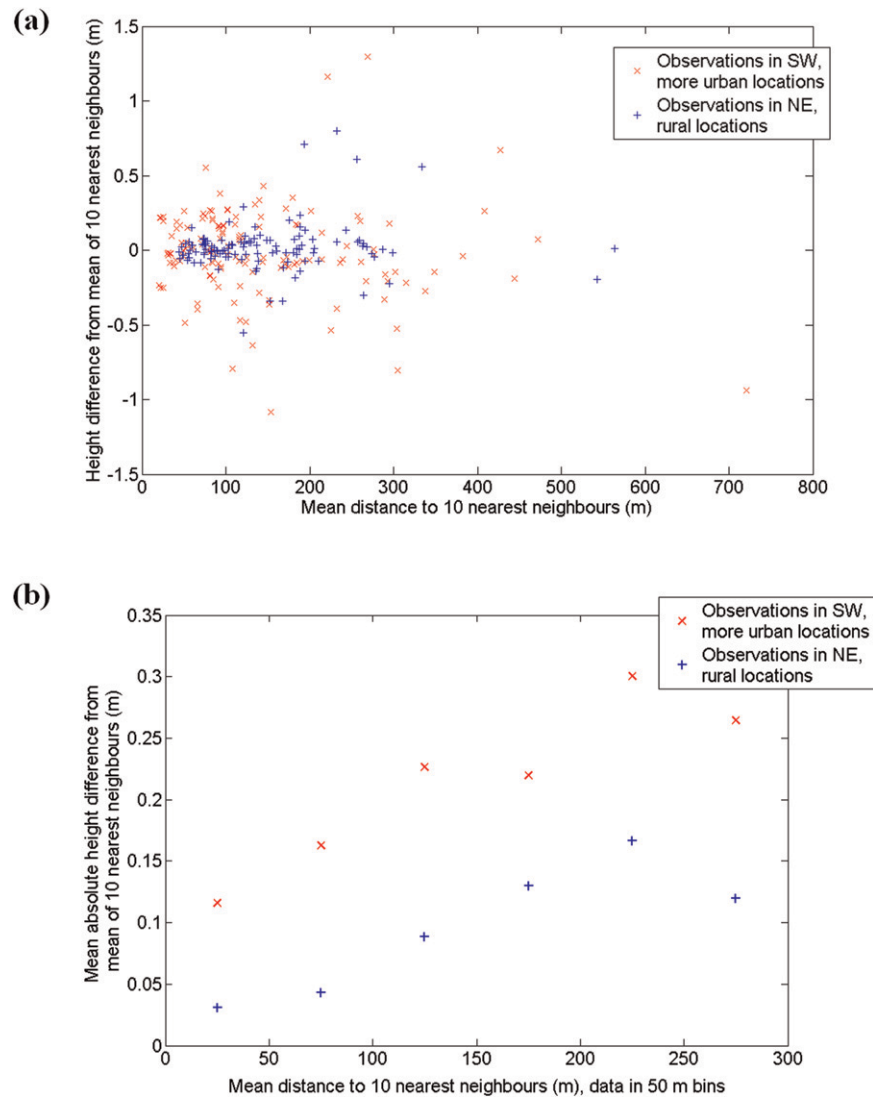 (a)
Height difference from mean of 10 nearest neighbours (m)
1.5
1
0.5
0
-0.5
-1
-1.5
0 100 200 300 400 500 600 700 800
Mean distance to 10 nearest neighbours (m)
Observations in SW,
more urban locations
Observations in NE,
rural locations
(b)
Mean absolute height difference from
mean of 10 nearest neighbours (m)
0.35
0.3
0.25
0.2
0.15
0.1
0.05
0
0 50 100 150 200 250 300
Mean distance to 10 nearest neighbours (m), data in 50 m bins
Observations in SW,
more urban locations
Observations in NE,
rural locations